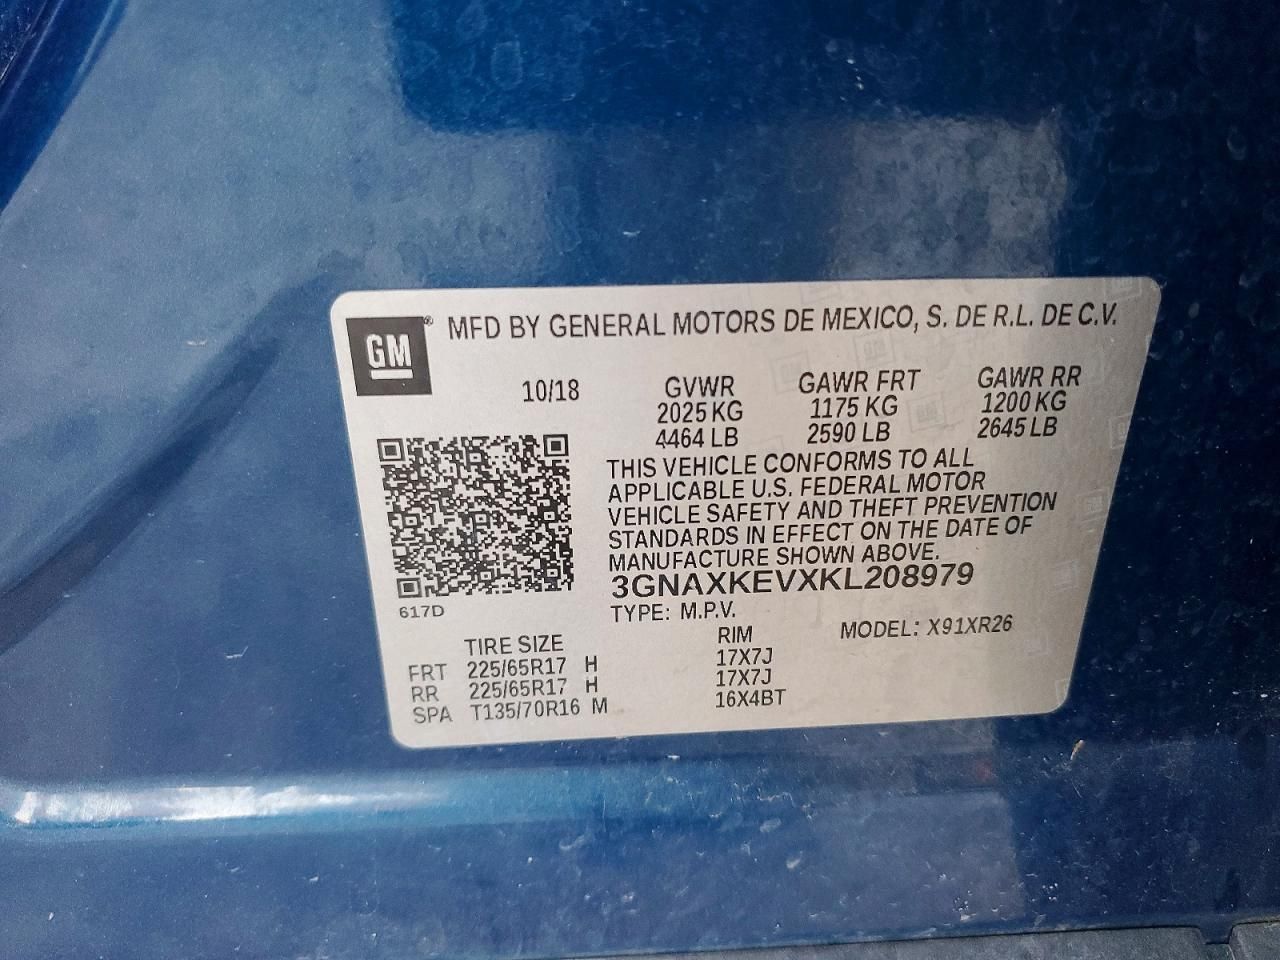 GM® MFD BY GENERAL MOTORS DE MEXICO, S. DE R.L. DE C.V.
10/18 GVWR GAWR FRT GAWR RR
2025 KG 1175 KG 1200 KG
4464 LB 2590 LB 2645 LB
THIS VEHICLE CONFORMS TO ALL
APPLICABLE U.S. FEDERAL MOTOR
VEHICLE SAFETY AND THEFT PREVENTION
STANDARDS IN EFFECT ON THE DATE OF
MANUFACTURE SHOWN ABOVE.
3GNAXKEVXKL208979
617D
TYPE: M.P.V. MODEL: X91XR26
TIRE SIZE RIM
FRT 225/65R17 H 17X7J
RR 225/65R17 H 17X7J
SPA T135/70R16 M 16X4BT